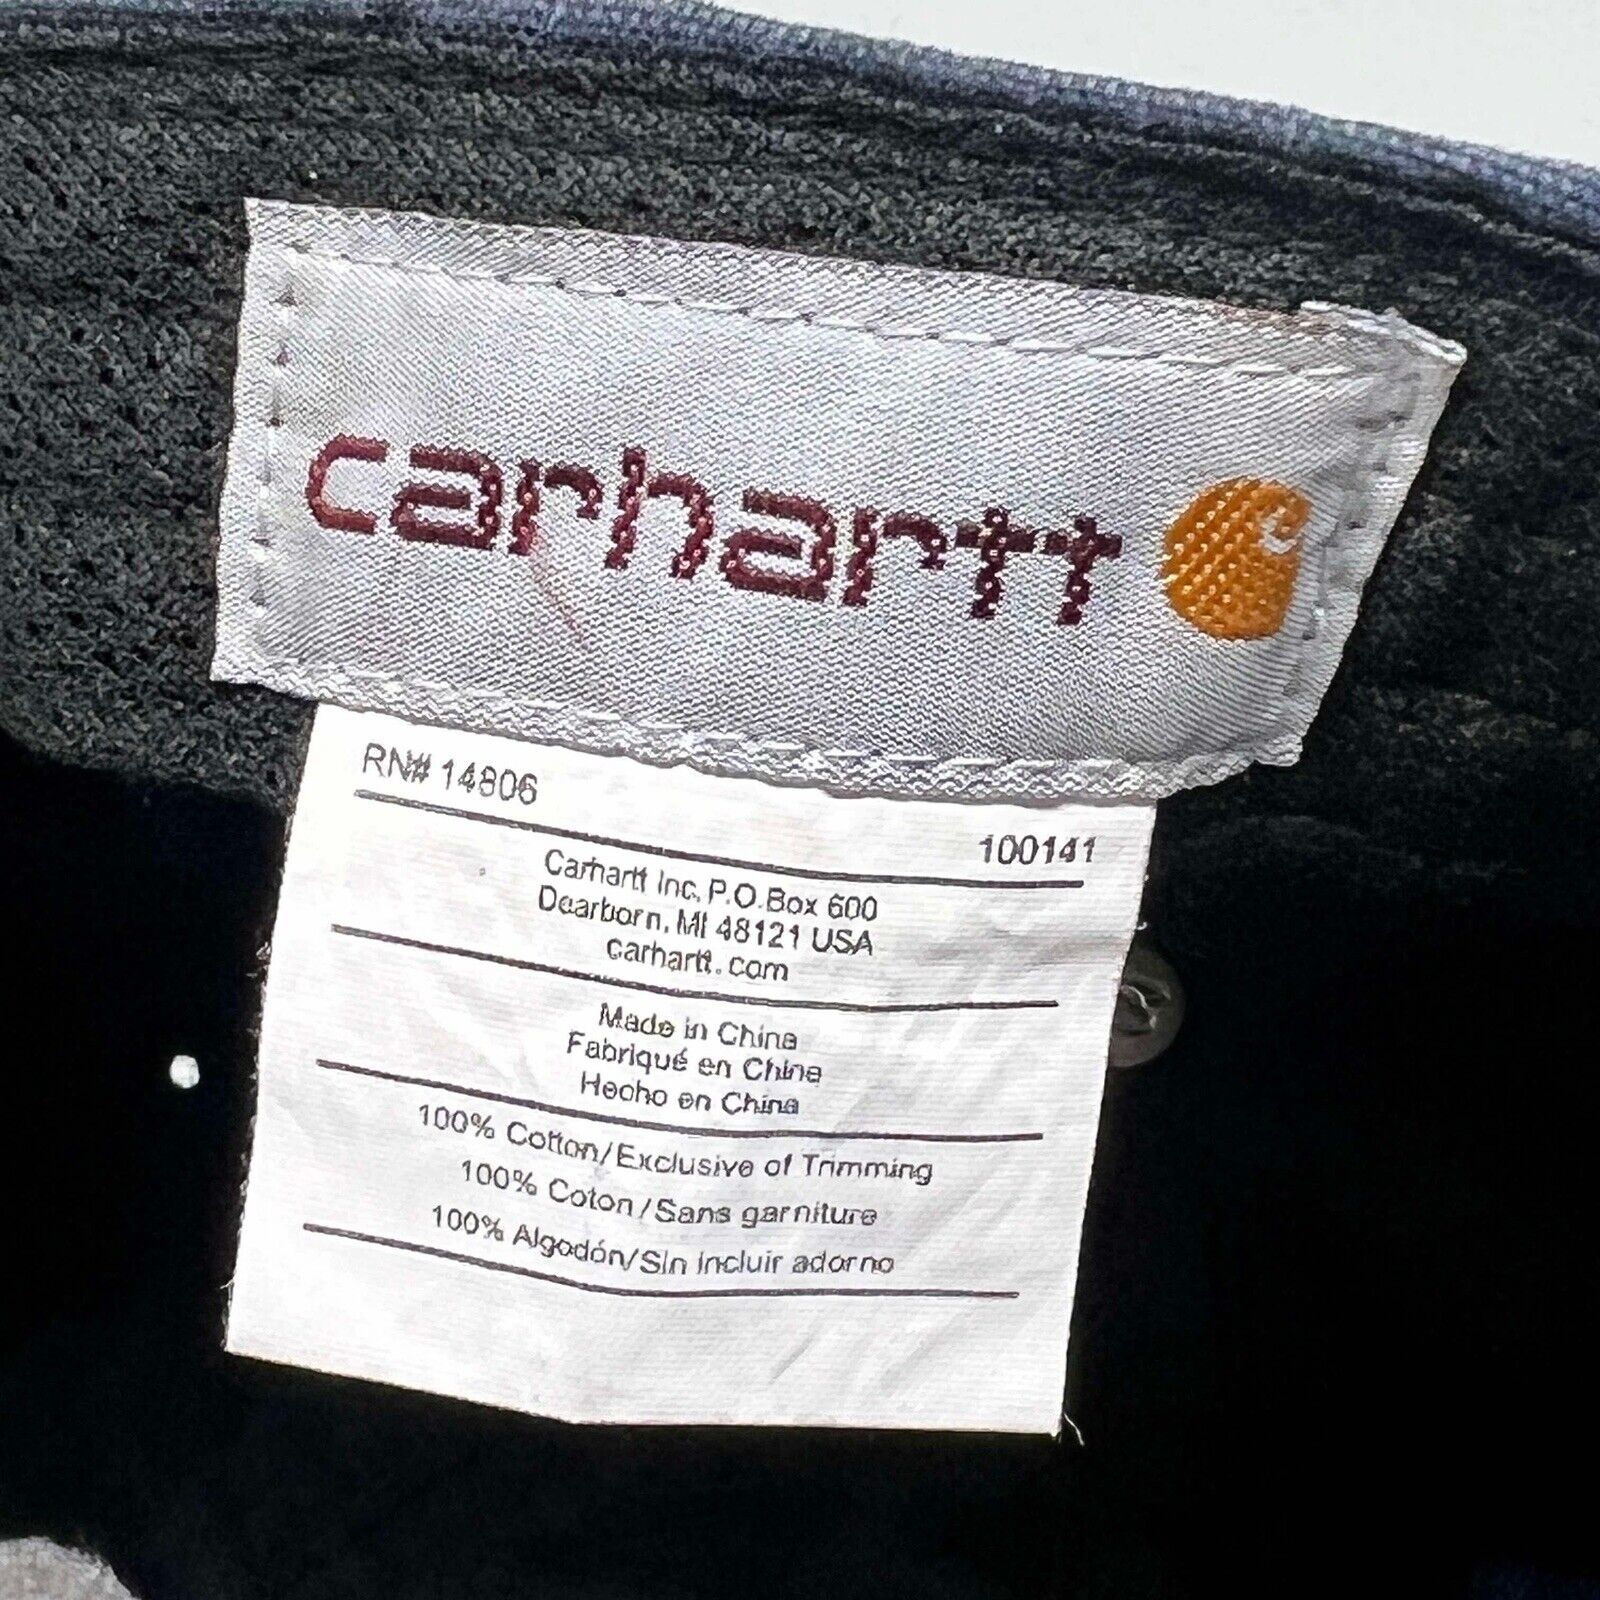 carhartt
RN# 14806
100141
Carhartt Inc, P.O. Box 600
Dearborn, MI 48121 USA
carhartt.com
Made in China
Fabriqué en Chine
Hecho en China
100% Cotton/Exclusive of Trimming
100% Coton/Sans garniture
100% Algodón/Sin incluir adorno